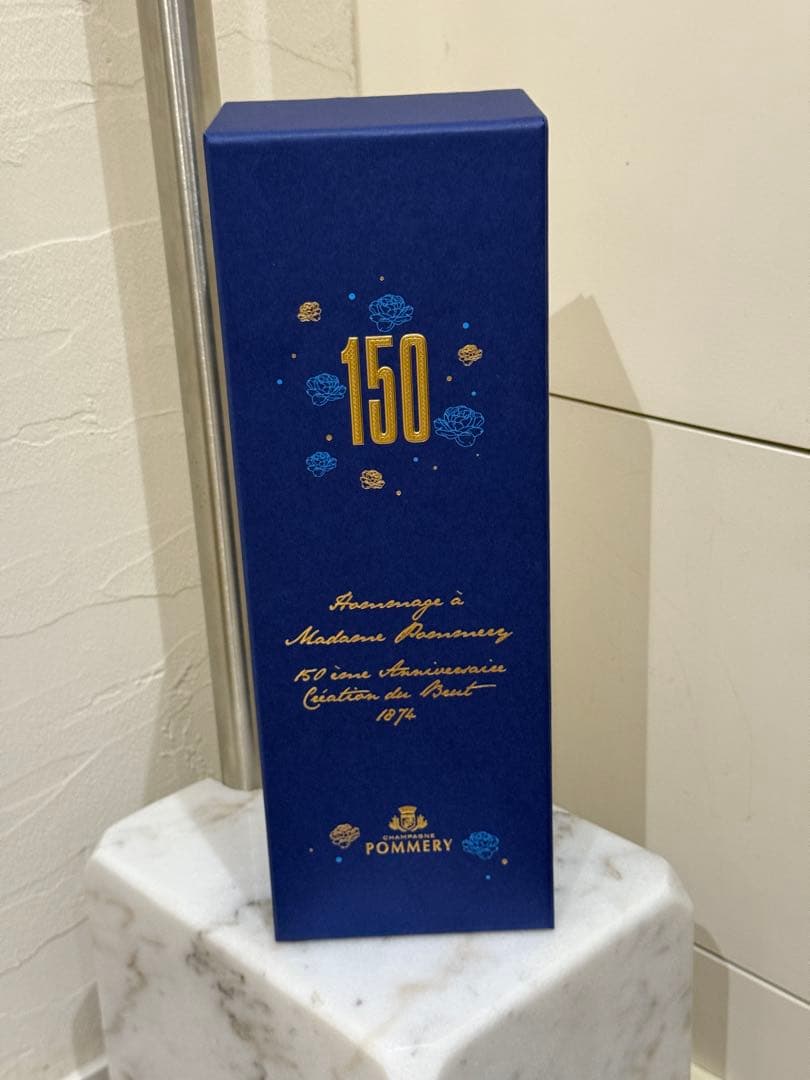 150
Hommage à
Madame Pommery
150 ème Anniversaire
Création du Brut
1874
CHAMPAGNE
POMMERY